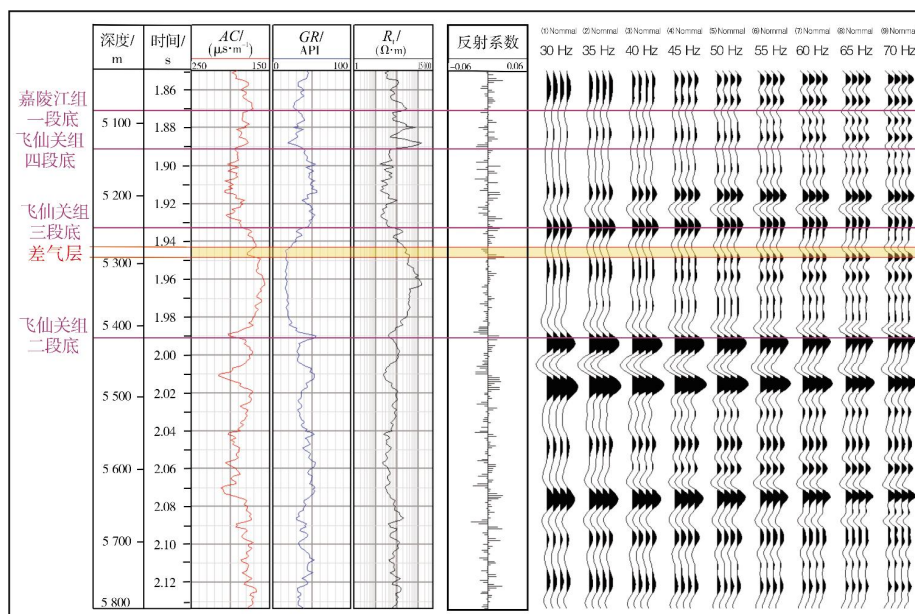 深度/
m
时间/
s
AC/
(μs·m⁻¹)
250 150
GR/
API
0 100
Rt/
(Ω·m)
1
反射系数
-0.06 0.06
(1) Nommal (2) Nommal (3) Nommal (4) Nommal (5) Nommal (6) Nommal (7) Nommal (8) Nommal (9) Nommal
30 Hz 35 Hz 40 Hz 45 Hz 50 Hz 55 Hz 60 Hz 65 Hz 70 Hz
嘉陵江组
一段底
飞仙关组
四段底
飞仙关组
三段底
差气层
飞仙关组
二段底
5 100
5 200
5 300
5 400
5 500
5 600
5 700
5 800
1.86
1.88
1.90
1.92
1.94
1.96
1.98
2.00
2.02
2.04
2.06
2.08
2.10
2.12